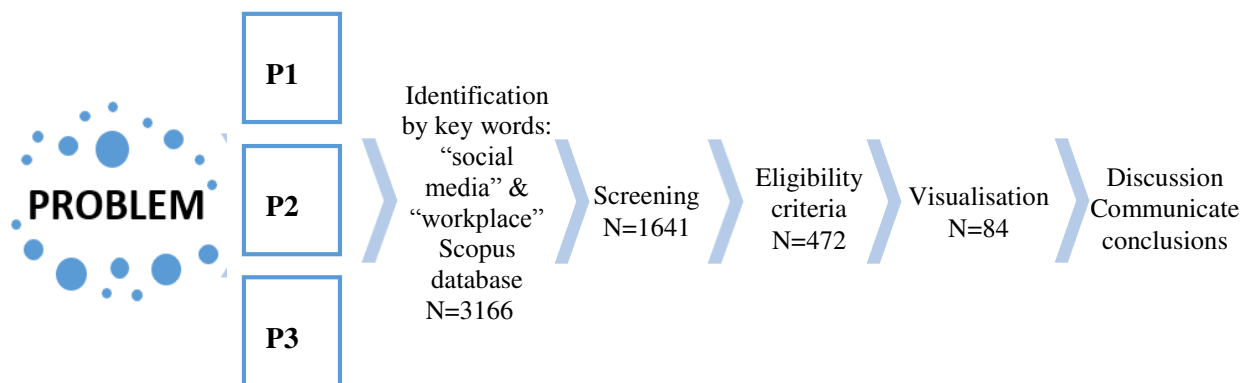 PROBLEM
P1
P2
P3
Identification
by key words:
“social
media” &
“workplace”
Scopus
database
N=3166
Screening
N=1641
Eligibility
criteria
N=472
Visualisation
N=84
Discussion
Communicate
conclusions